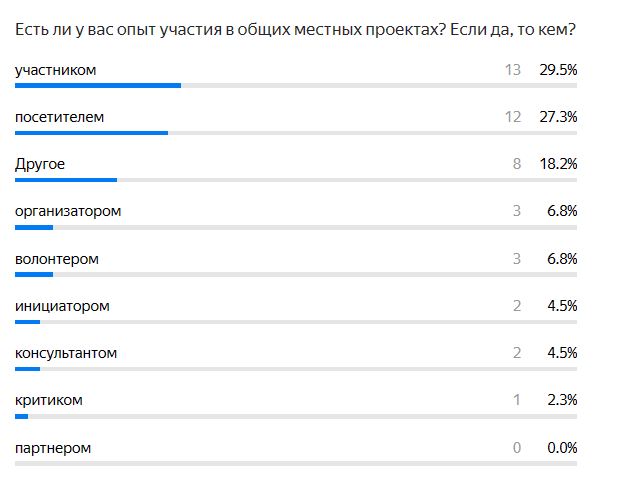 Есть ли у вас опыт участия в общих местных проектах? Если да, то кем?
участником 13 29.5%
посетителем 12 27.3%
Другое 8 18.2%
организатором 3 6.8%
волонтером 3 6.8%
инициатором 2 4.5%
консультантом 2 4.5%
критиком 1 2.3%
партнером 0 0.0%